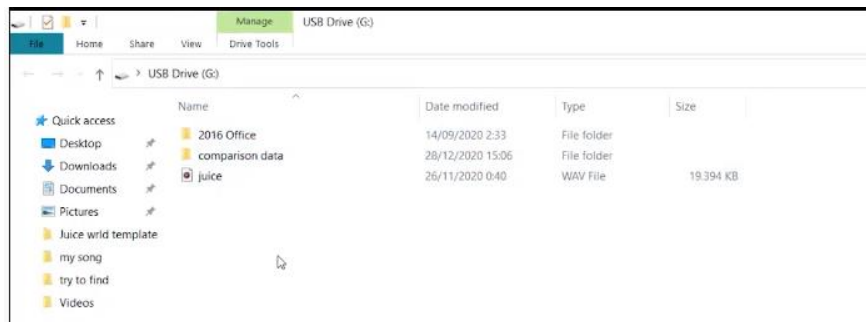 Manage USB Drive (G:)
File Home Share View Drive Tools
USB Drive (G:)
Name Date modified Type Size
Quick access
Desktop
Downloads
Documents
Pictures
Juice wrld template
my song
try to find
Videos
2016 Office 14/09/2020 2:33 File folder
comparison data 28/12/2020 15:06 File folder
juice 26/11/2020 0:40 WAV File 19.394 KB